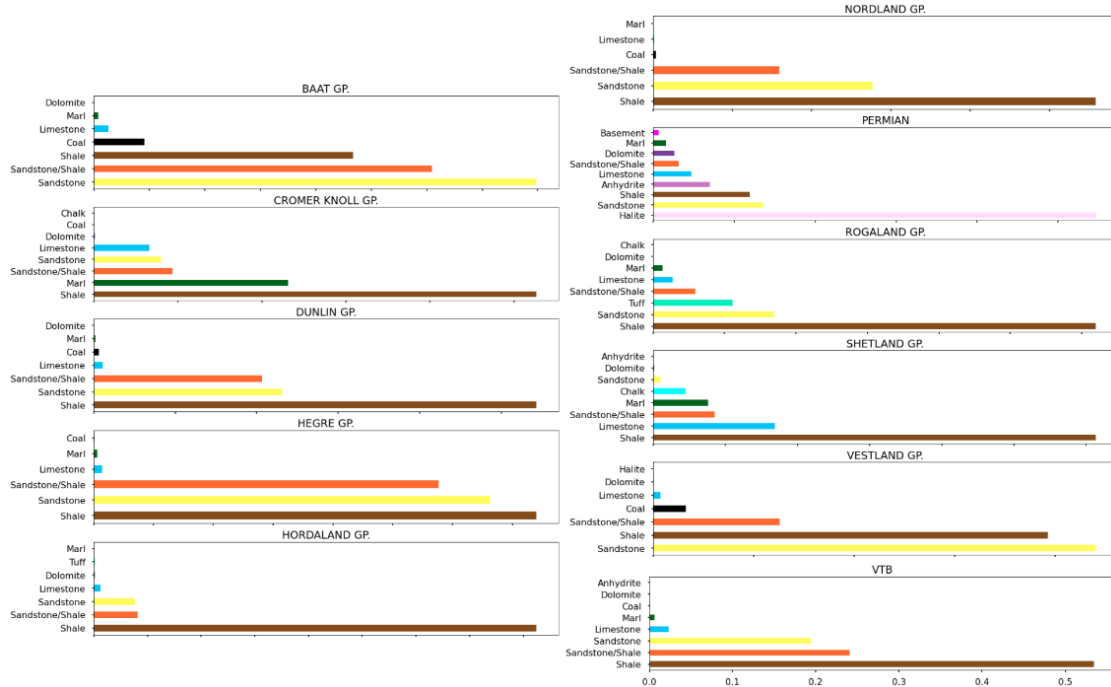 BAAT GP.
Dolomite
Marl
Limestone
Coal
Shale
Sandstone/Shale
Sandstone
CROMER KNOLL GP.
Chalk
Coal
Dolomite
Limestone
Sandstone
Sandstone/Shale
Marl
Shale
DUNLIN GP.
Dolomite
Marl
Coal
Limestone
Sandstone/Shale
Sandstone
Shale
HEGRE GP.
Coal
Marl
Limestone
Sandstone/Shale
Sandstone
Shale
HORDALAND GP.
Marl
Tuff
Dolomite
Limestone
Sandstone
Sandstone/Shale
Shale
NORDLAND GP.
Marl
Limestone
Coal
Sandstone/Shale
Sandstone
Shale
PERMIAN
Basement
Marl
Dolomite
Sandstone/Shale
Limestone
Anhydrite
Shale
Sandstone
Halite
ROGALAND GP.
Chalk
Dolomite
Marl
Limestone
Sandstone/Shale
Tuff
Sandstone
Shale
SHETLAND GP.
Anhydrite
Dolomite
Sandstone
Chalk
Marl
Sandstone/Shale
Limestone
Shale
VESTLAND GP.
Halite
Dolomite
Limestone
Coal
Sandstone/Shale
Shale
Sandstone
VTB
Anhydrite
Dolomite
Coal
Marl
Limestone
Sandstone
Sandstone/Shale
Shale
0.0 0.1 0.2 0.3 0.4 0.5